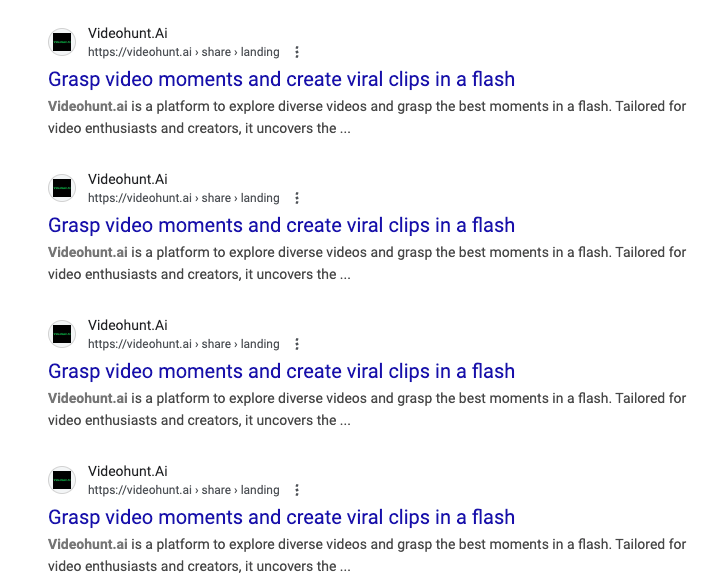 Videohunt.Ai
https://videohunt.ai › share › landing
Grasp video moments and create viral clips in a flash
Videohunt.ai is a platform to explore diverse videos and grasp the best moments in a flash. Tailored for
video enthusiasts and creators, it uncovers the ...
Videohunt.Ai
https://videohunt.ai › share › landing
Grasp video moments and create viral clips in a flash
Videohunt.ai is a platform to explore diverse videos and grasp the best moments in a flash. Tailored for
video enthusiasts and creators, it uncovers the ...
Videohunt.Ai
https://videohunt.ai › share › landing
Grasp video moments and create viral clips in a flash
Videohunt.ai is a platform to explore diverse videos and grasp the best moments in a flash. Tailored for
video enthusiasts and creators, it uncovers the ...
Videohunt.Ai
https://videohunt.ai › share › landing
Grasp video moments and create viral clips in a flash
Videohunt.ai is a platform to explore diverse videos and grasp the best moments in a flash. Tailored for
video enthusiasts and creators, it uncovers the ...